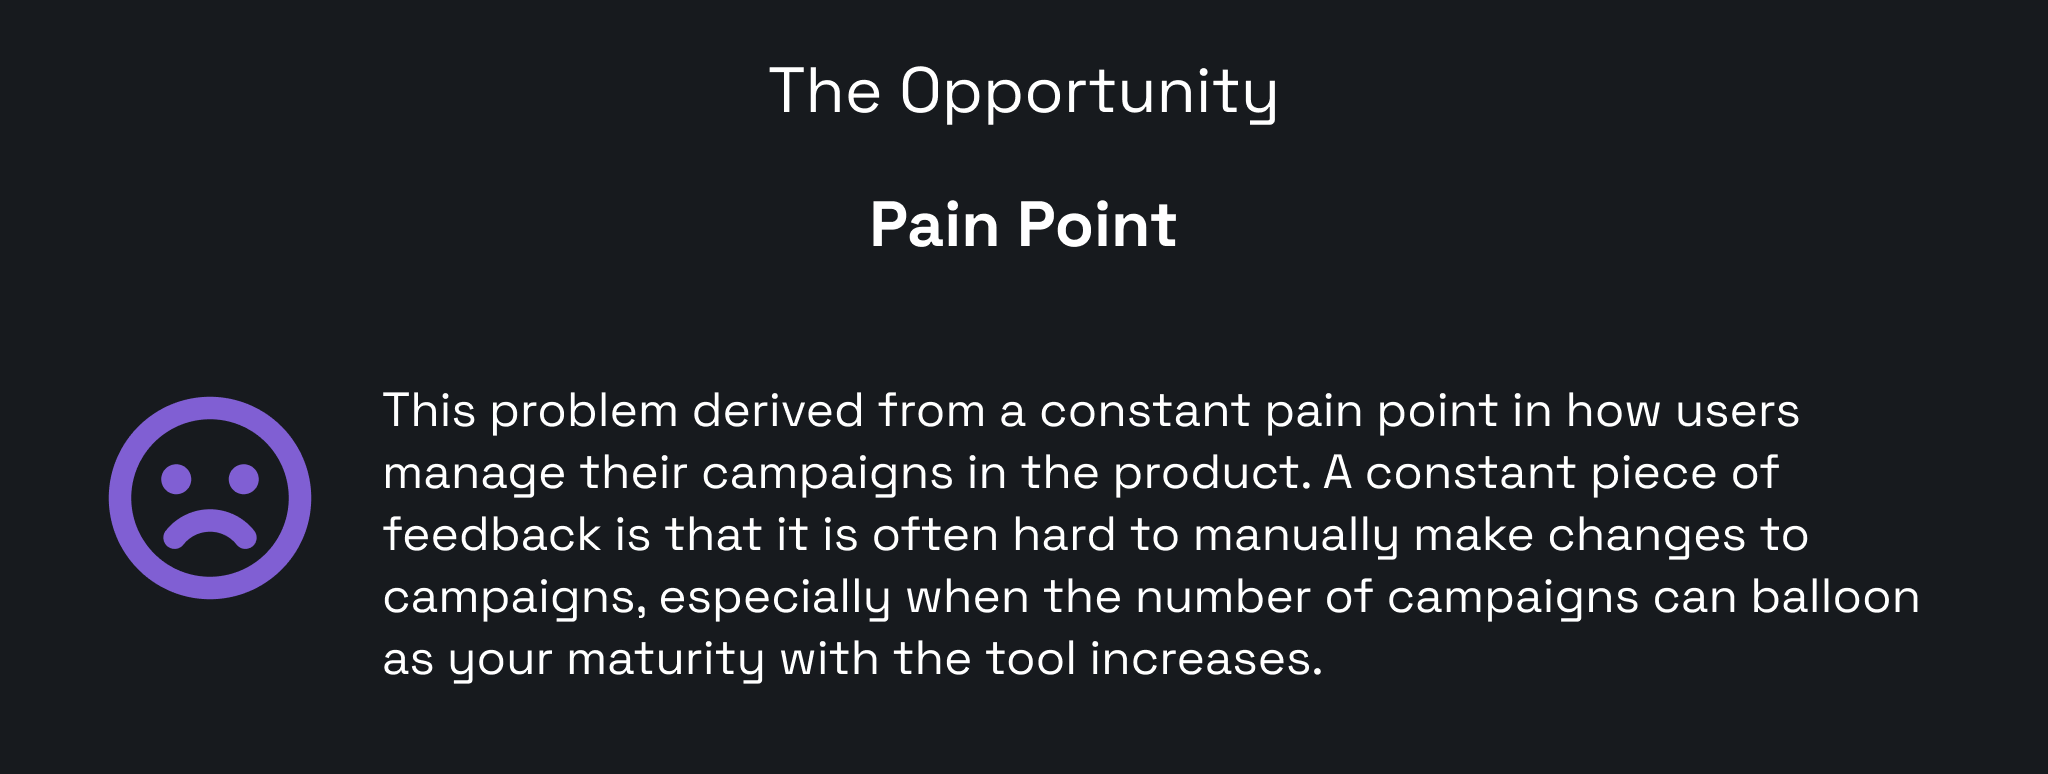 The Opportunity
Pain Point
This problem derived from a constant pain point in how users
manage their campaigns in the product. A constant piece of
feedback is that it is often hard to manually make changes to
campaigns, especially when the number of campaigns can balloon
as your maturity with the tool increases.